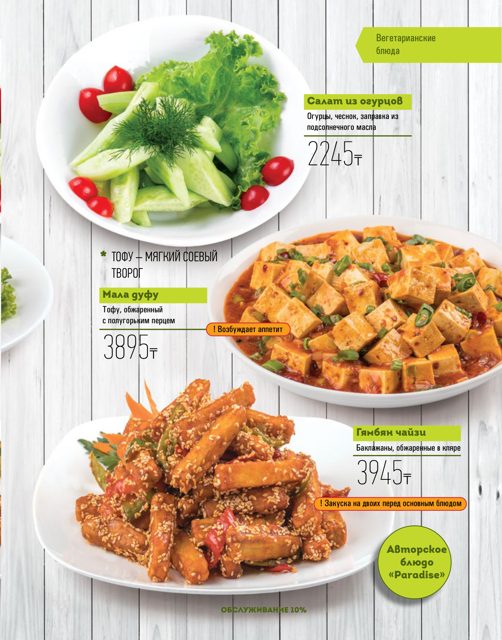 Вегетарианские
блюда
Салат из огурцов
Огурцы, чеснок, заправка из
подсолнечного масла
2245₸
* ТОФУ – МЯГКИЙ СОЕВЫЙ
ТВОРОГ
Мала дуфу
Тофу, обжаренный
с полугорьким перцем
3895₸
! Возбуждает аппетит
Гямбян чайзи
Баклажаны, обжаренные в кляре
3945₸
! Закуска на двоих перед основным блюдом
Авторское
блюдо
«Paradise»
ОБСЛУЖИВАНИЕ 10%